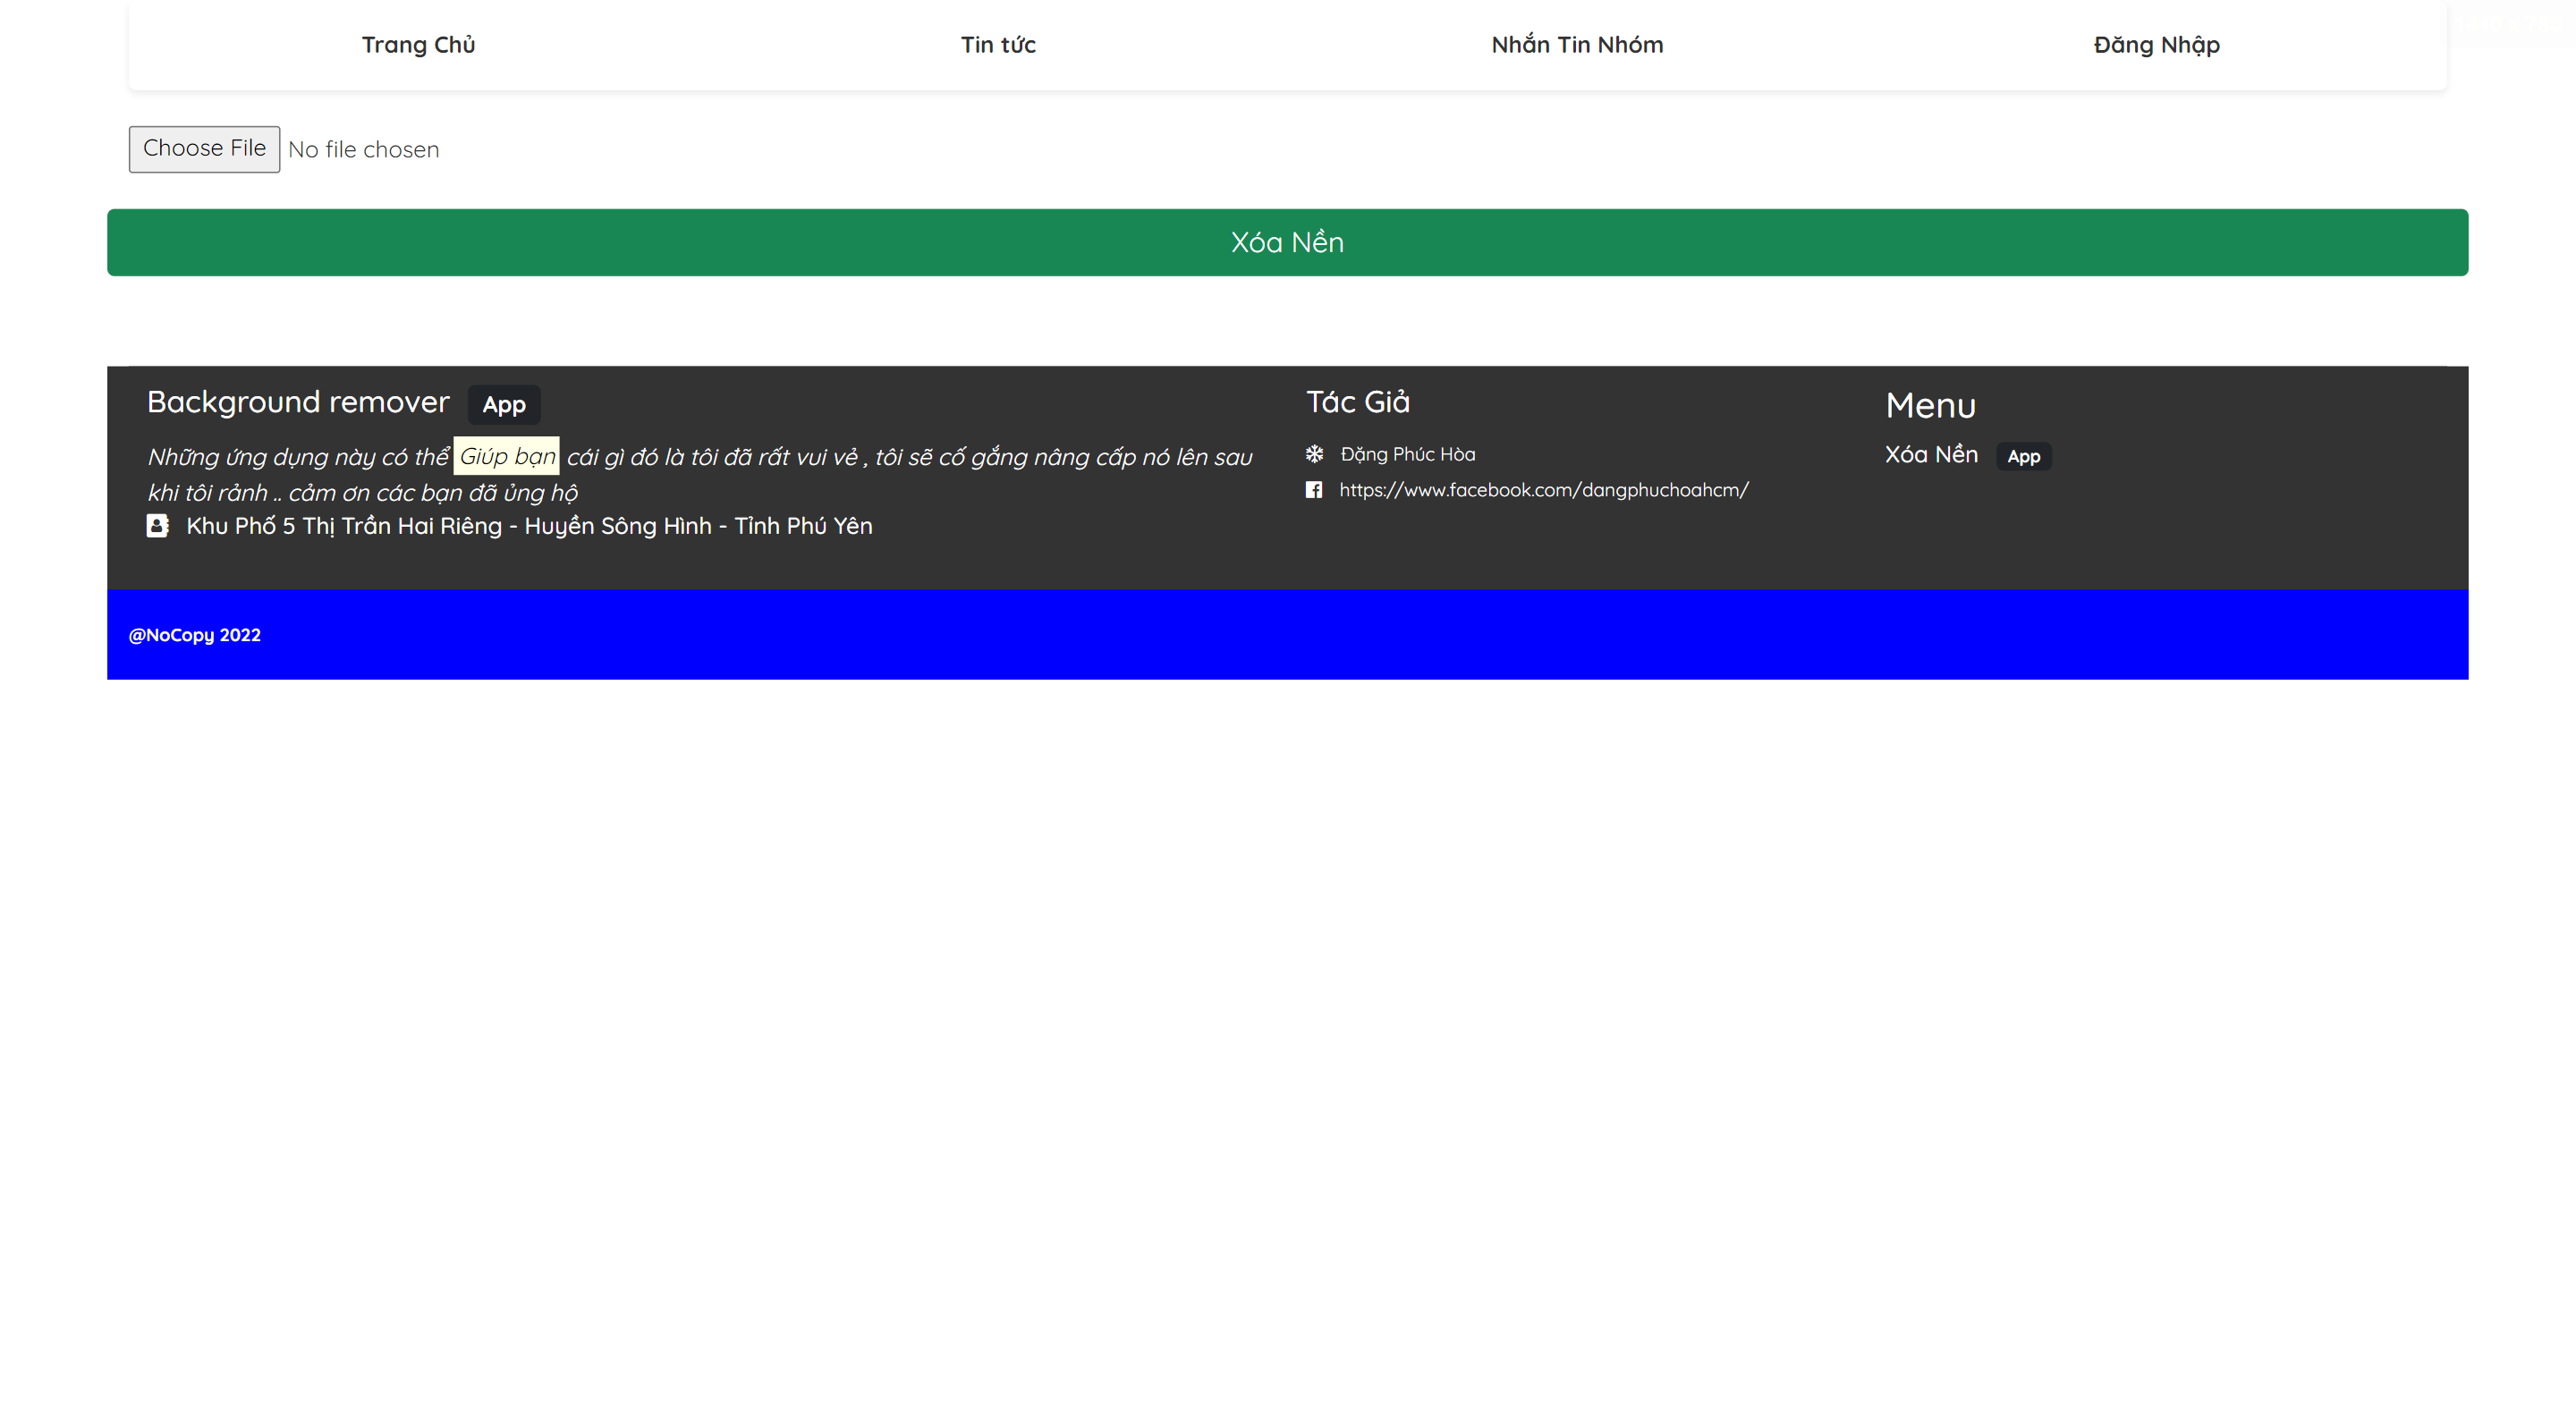 Trang Chủ
Tin tức
Nhắn Tin Nhóm
Đăng Nhập
Choose File No file chosen
Xóa Nền
Background remover App
Những ứng dụng này có thể Giúp bạn cái gì đó là tôi đã rất vui vẻ , tôi sẽ cố gắng nâng cấp nó lên sau
khi tôi rảnh .. cảm ơn các bạn đã ủng hộ
Khu Phố 5 Thị Trần Hai Riêng - Huyền Sông Hình - Tỉnh Phú Yên
Tác Giả
Đặng Phúc Hòa
https://www.facebook.com/dangphuchoahcm/
Menu
Xóa Nền App
@NoCopy 2022